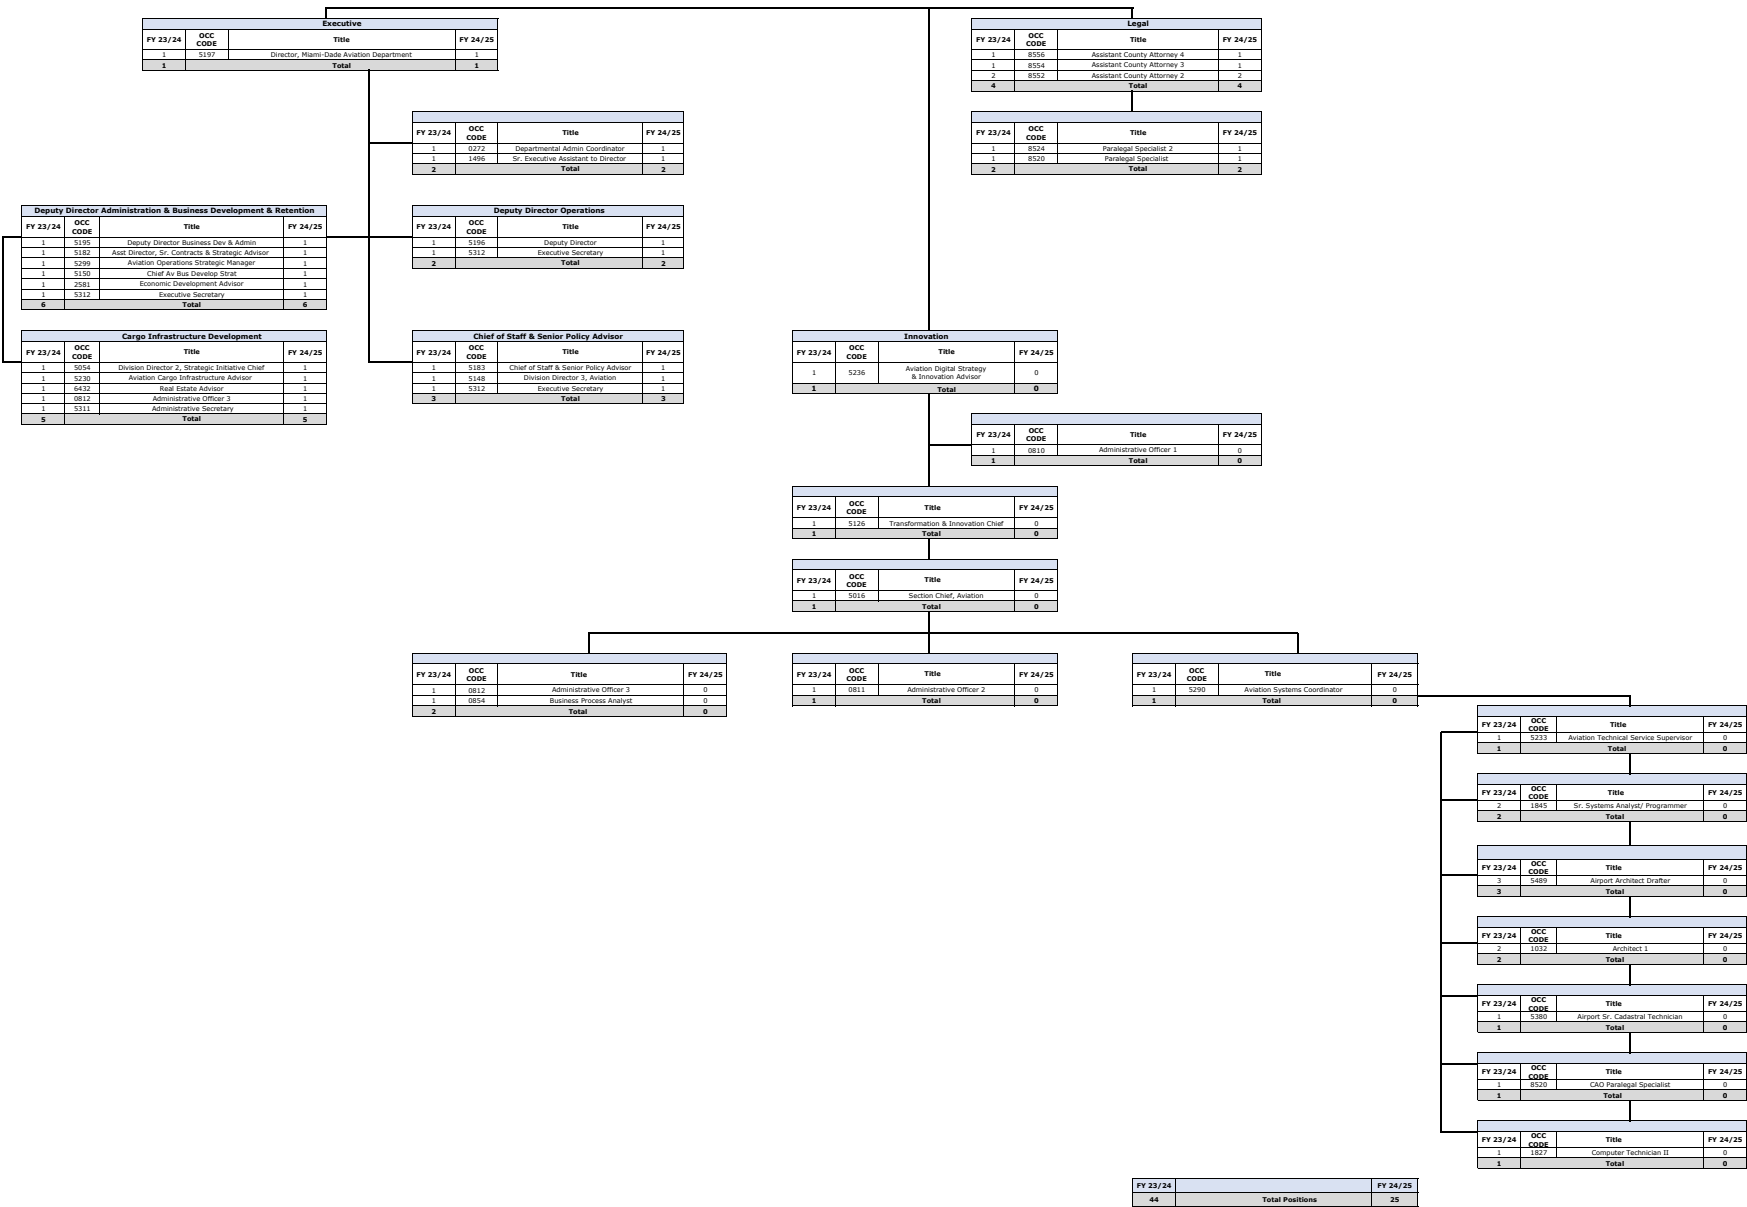 Executive
FY 23/24 OCC CODE Title FY 24/25
1 5197 Director, Miami-Dade Aviation Department 1
1 Total 1
Legal
FY 23/24 OCC CODE Title FY 24/25
1 8556 Assistant County Attorney 4 1
1 8554 Assistant County Attorney 3 1
2 8552 Assistant County Attorney 2 2
4 Total 4
FY 23/24 OCC CODE Title FY 24/25
1 0272 Departmental Admin Coordinator 1
1 1496 Sr. Executive Assistant to Director 1
2 Total 2
FY 23/24 OCC CODE Title FY 24/25
1 8524 Paralegal Specialist 2 1
1 8520 Paralegal Specialist 1
2 Total 2
Deputy Director Administration & Business Development & Retention
FY 23/24 OCC CODE Title FY 24/25
1 5195 Deputy Director Business Dev & Admin 1
1 5182 Asst Director, Sr. Contracts & Strategic Advisor 1
1 5299 Aviation Operations Strategic Manager 1
1 5150 Chief Av Bus Develop Strat 1
1 2581 Economic Development Advisor 1
1 5312 Executive Secretary 1
6 Total 6
Deputy Director Operations
FY 23/24 OCC CODE Title FY 24/25
1 5196 Deputy Director 1
1 5312 Executive Secretary 1
2 Total 2
Cargo Infrastructure Development
FY 23/24 OCC CODE Title FY 24/25
1 5054 Division Director 2, Strategic Initiative Chief 1
1 5230 Aviation Cargo Infrastructure Advisor 1
1 6432 Real Estate Advisor 1
1 0812 Administrative Officer 3 1
1 5311 Administrative Secretary 1
5 Total 5
Chief of Staff & Senior Policy Advisor
FY 23/24 OCC CODE Title FY 24/25
1 5183 Chief of Staff & Senior Policy Advisor 1
1 5148 Division Director 3, Aviation 1
1 5312 Executive Secretary 1
3 Total 3
Innovation
FY 23/24 OCC CODE Title FY 24/25
1 5236 Aviation Digital Strategy & Innovation Advisor 0
1 Total 0
FY 23/24 OCC CODE Title FY 24/25
1 0810 Administrative Officer 1 0
1 Total 0
FY 23/24 OCC CODE Title FY 24/25
1 5126 Transformation & Innovation Chief 0
1 Total 0
FY 23/24 OCC CODE Title FY 24/25
1 5016 Section Chief, Aviation 0
1 Total 0
FY 23/24 OCC CODE Title FY 24/25
1 0812 Administrative Officer 3 0
1 0854 Business Process Analyst 0
2 Total 0
FY 23/24 OCC CODE Title FY 24/25
1 0811 Administrative Officer 2 0
1 Total 0
FY 23/24 OCC CODE Title FY 24/25
1 5290 Aviation Systems Coordinator 0
1 Total 0
FY 23/24 OCC CODE Title FY 24/25
1 5233 Aviation Technical Service Supervisor 0
1 Total 0
FY 23/24 OCC CODE Title FY 24/25
2 1845 Sr. Systems Analyst/ Programmer 0
2 Total 0
FY 23/24 OCC CODE Title FY 24/25
3 5489 Airport Architect Drafter 0
3 Total 0
FY 23/24 OCC CODE Title FY 24/25
2 1032 Architect 1 0
2 Total 0
FY 23/24 OCC CODE Title FY 24/25
1 5380 Airport Sr. Cadastral Technician 0
1 Total 0
FY 23/24 OCC CODE Title FY 24/25
1 8520 CAO Paralegal Specialist 0
1 Total 0
FY 23/24 OCC CODE Title FY 24/25
1 1827 Computer Technician II 0
1 Total 0
FY 23/24 FY 24/25
44 Total Positions 25